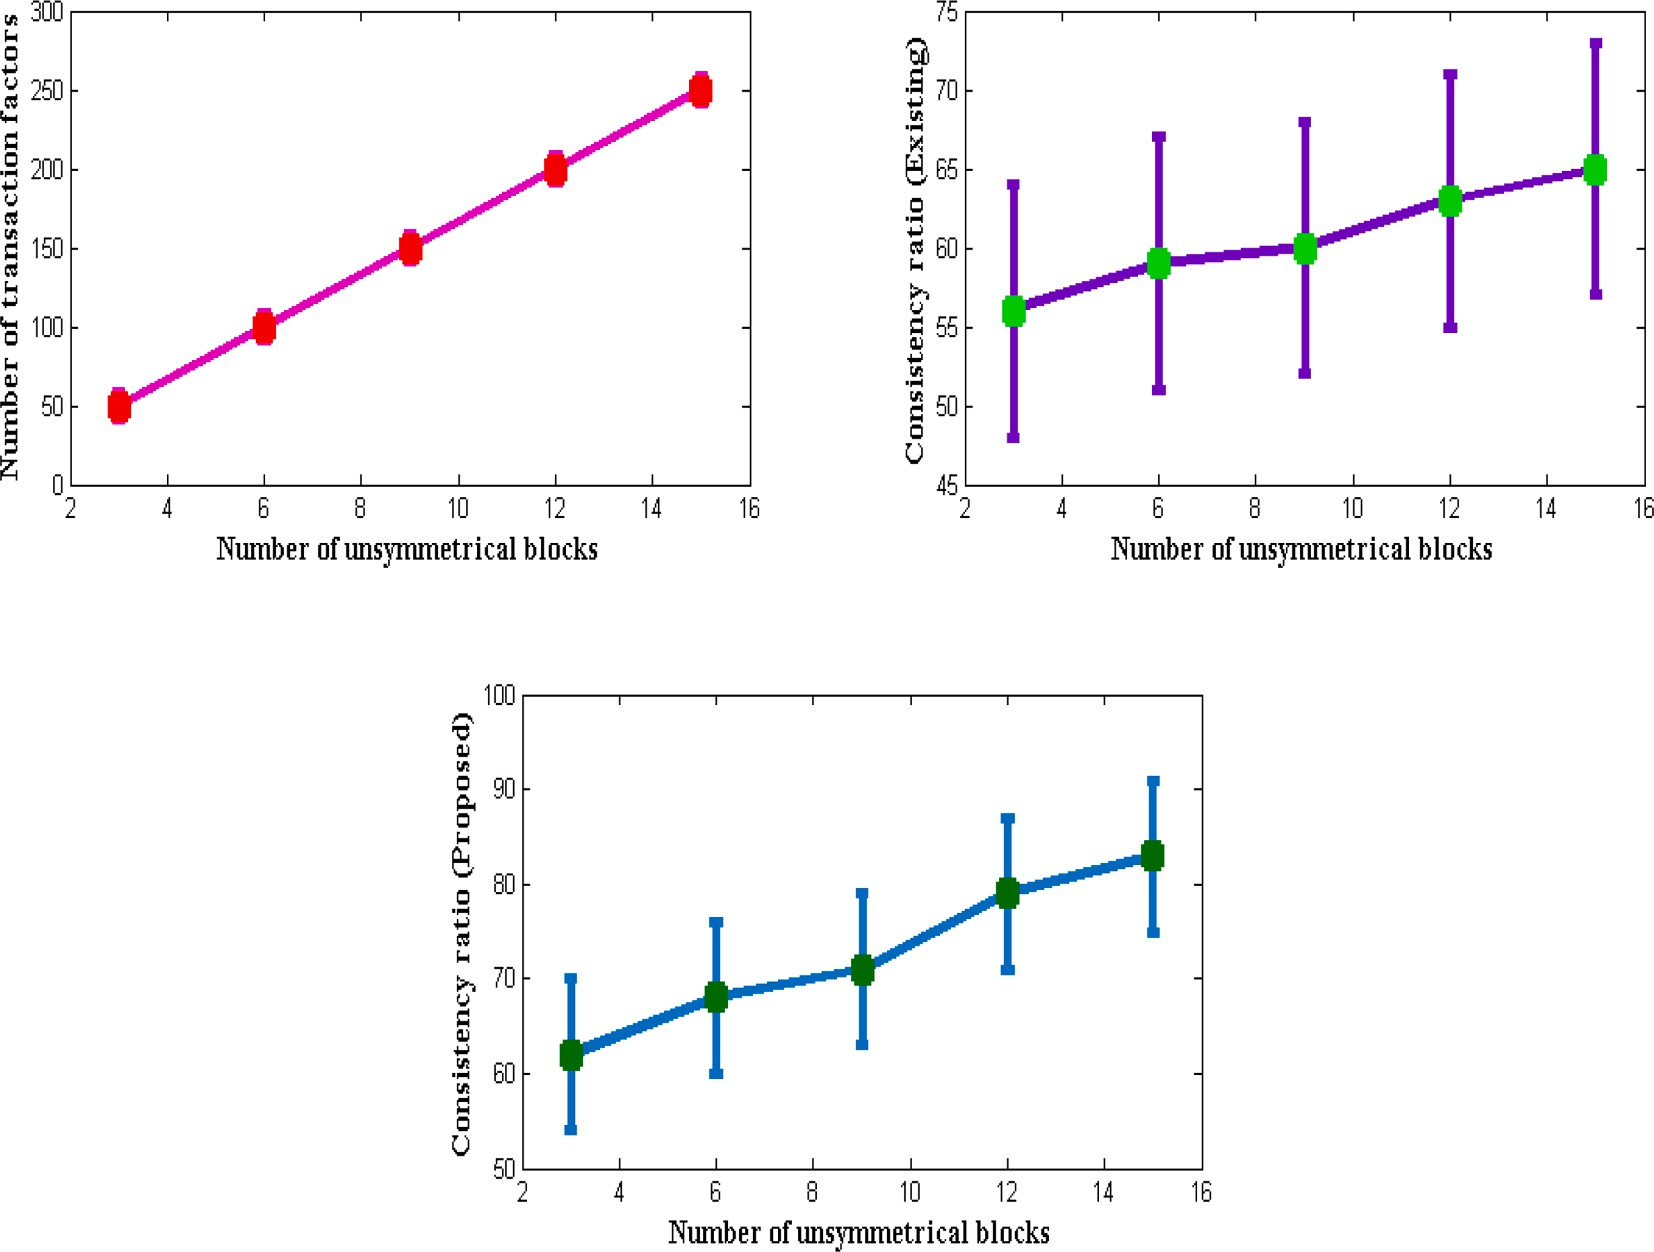 Number of transaction factors
300
250
200
150
100
50
0
2 4 6 8 10 12 14 16
Number of unsymmetrical blocks
Consistency ratio (Existing)
75
70
65
60
55
50
45
2 4 6 8 10 12 14 16
Number of unsymmetrical blocks
Consistency ratio (Proposed)
100
90
80
70
60
50
2 4 6 8 10 12 14 16
Number of unsymmetrical blocks